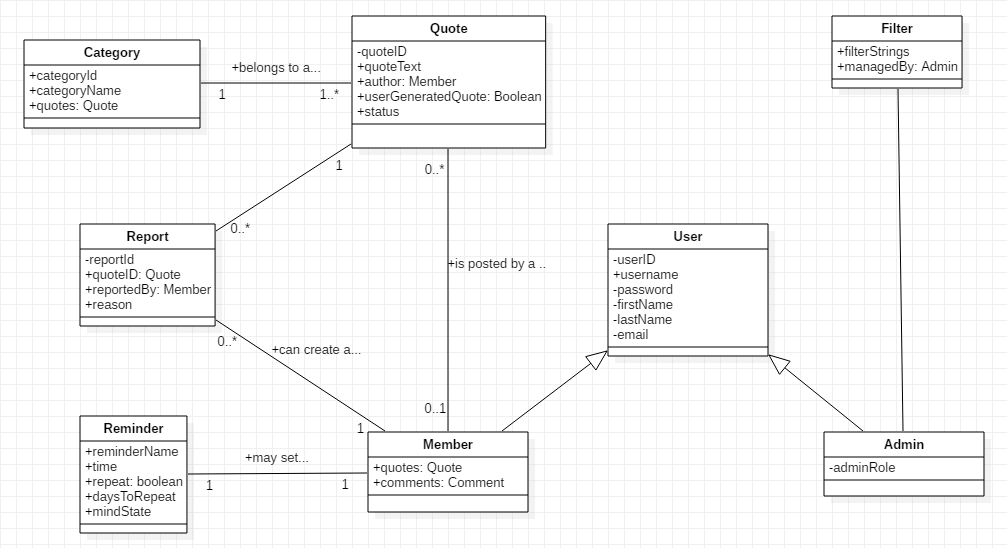 Category
+categoryId
+categoryName
+quotes: Quote
+belongs to a...
1
1..*
Quote
-quoteID
+quoteText
+author: Member
+userGeneratedQuote: Boolean
+status
Filter
+filterStrings
+managedBy: Admin
1
0..*
0..*
+is posted by a ..
0..1
Report
-reportId
+quoteID: Quote
+reportedBy: Member
+reason
User
-userID
+username
-password
-firstName
-lastName
-email
0..*
+can create a...
1
Reminder
+reminderName
+time
+repeat: boolean
+daysToRepeat
+mindState
+may set...
1
1
Member
+quotes: Quote
+comments: Comment
Admin
-adminRole